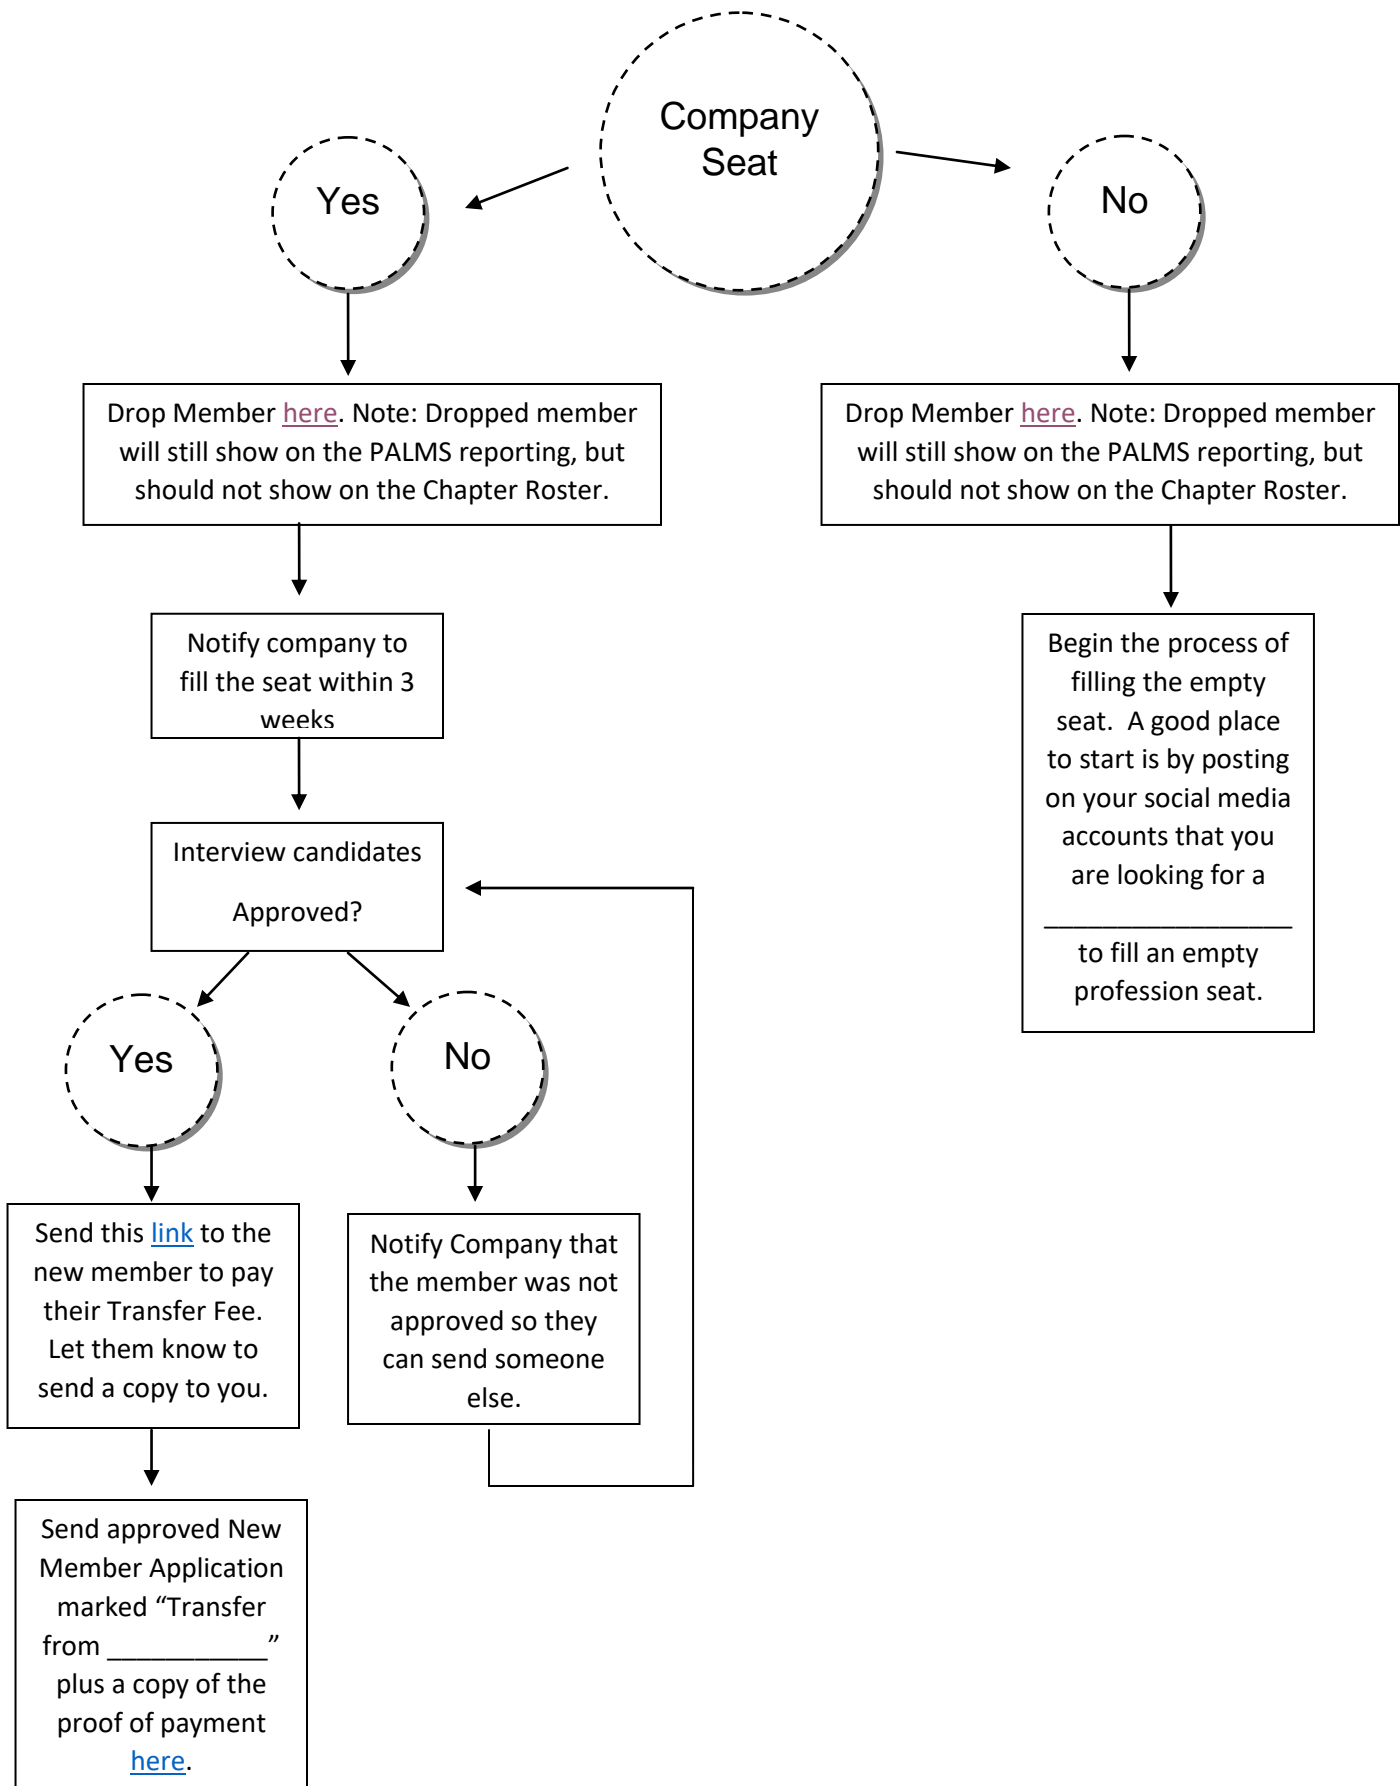 Company
Seat
Yes
No
Drop Member here. Note: Dropped member
will still show on the PALMS reporting, but
should not show on the Chapter Roster.
Drop Member here. Note: Dropped member
will still show on the PALMS reporting, but
should not show on the Chapter Roster.
Notify company to
fill the seat within 3
weeks
Begin the process of
filling the empty
seat.  A good place
to start is by posting
on your social media
accounts that you
are looking for a
_________________
to fill an empty
profession seat.
Interview candidates
Approved?
Yes
No
Send this link to the
new member to pay
their Transfer Fee.
Let them know to
send a copy to you.
Notify Company that
the member was not
approved so they
can send someone
else.
Send approved New
Member Application
marked “Transfer
from ___________”
plus a copy of the
proof of payment
here.